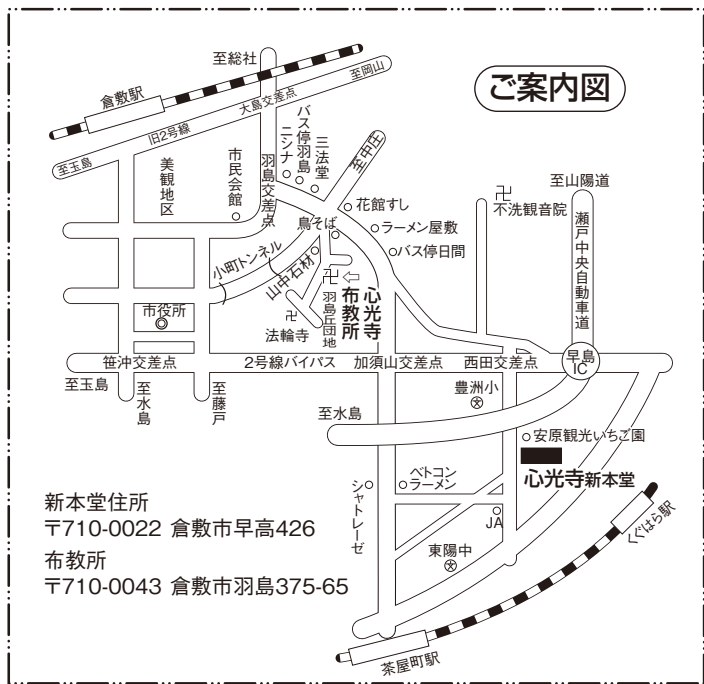 ご案内図
至総社
至岡山
倉敷駅
大島交差点
旧2号線
至玉島
美観地区
市民会館
羽島交差点
ニシナ
バス停羽島
三法堂
至中庄
花館すし
ラーメン屋敷
バス停日間
鳥そば
卍
不洗観音院
至山陽道
瀬戸中央自動車道
小町トンネル
山中石材
卍
⇦
心光寺
布教所
羽島丘団地
卍
法輪寺
市役所
笹沖交差点
2号線バイパス
加須山交差点
西田交差点
早島
IC
至玉島
至水島
至藤戸
豊洲小
文
至水島
安原観光いちご園
心光寺新本堂
シャトレーゼ
ベトコン
ラーメン
JA
東陽中
文
くぐはら駅
茶屋町駅
新本堂住所
〒710-0022 倉敷市早高426
布教所
〒710-0043 倉敷市羽島375-65